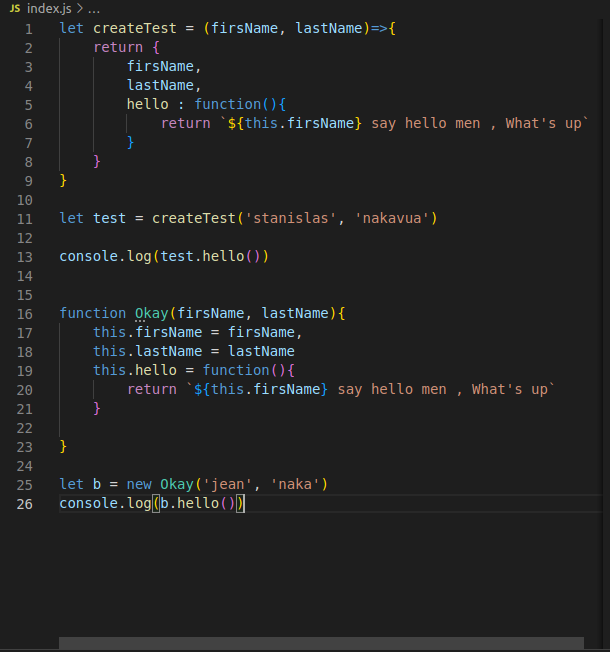 JS index.js > ...
1 let createTest = (firsName, lastName)=>{
2     return {
3         firsName,
4         lastName,
5         hello : function(){
6             return `${this.firsName} say hello men , What's up`
7         }
8     }
9 }
10
11 let test = createTest('stanislas', 'nakavua')
12
13 console.log(test.hello())
14
15
16 function Okay(firsName, lastName){
17     this.firsName = firsName,
18     this.lastName = lastName
19     this.hello = function(){
20         return `${this.firsName} say hello men , What's up`
21     }
22
23 }
24
25 let b = new Okay('jean', 'naka')
26 console.log(b.hello())